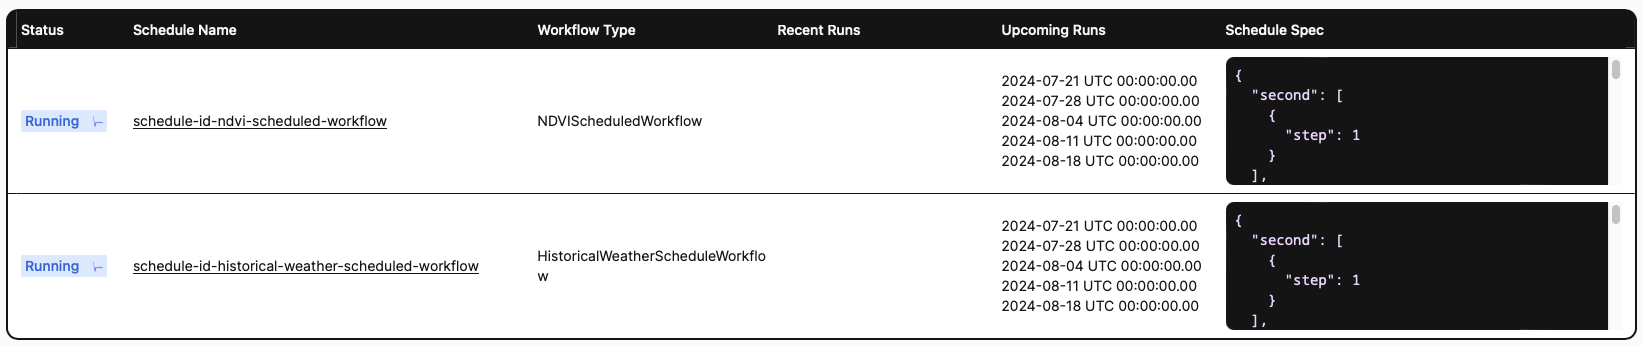 Status Schedule Name Workflow Type Recent Runs Upcoming Runs Schedule Spec
Running schedule-id-ndvi-scheduled-workflow NDVIScheduledWorkflow
2024-07-21 UTC 00:00:00.00
2024-07-28 UTC 00:00:00.00
2024-08-04 UTC 00:00:00.00
2024-08-11 UTC 00:00:00.00
2024-08-18 UTC 00:00:00.00
{
"second": [
{
"step": 1
}
],
Running schedule-id-historical-weather-scheduled-workflow
HistoricalWeatherScheduleWorkflo
w
2024-07-21 UTC 00:00:00.00
2024-07-28 UTC 00:00:00.00
2024-08-04 UTC 00:00:00.00
2024-08-11 UTC 00:00:00.00
2024-08-18 UTC 00:00:00.00
{
"second": [
{
"step": 1
}
],